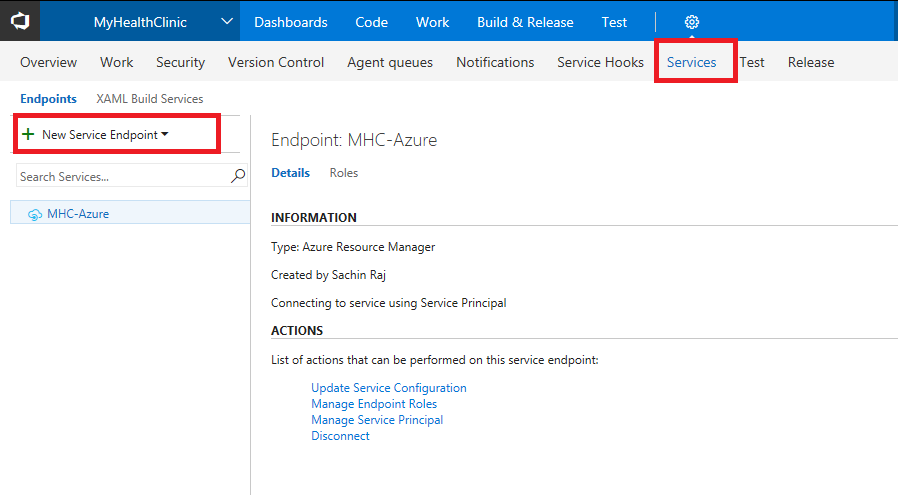 MyHealthClinic Dashboards Code Work Build & Release Test
Overview Work Security Version Control Agent queues Notifications Service Hooks Services Test Release
Endpoints XAML Build Services
New Service Endpoint
Search Services...
MHC-Azure
Endpoint: MHC-Azure
Details Roles
INFORMATION
Type: Azure Resource Manager
Created by Sachin Raj
Connecting to service using Service Principal
ACTIONS
List of actions that can be performed on this service endpoint:
Update Service Configuration
Manage Endpoint Roles
Manage Service Principal
Disconnect